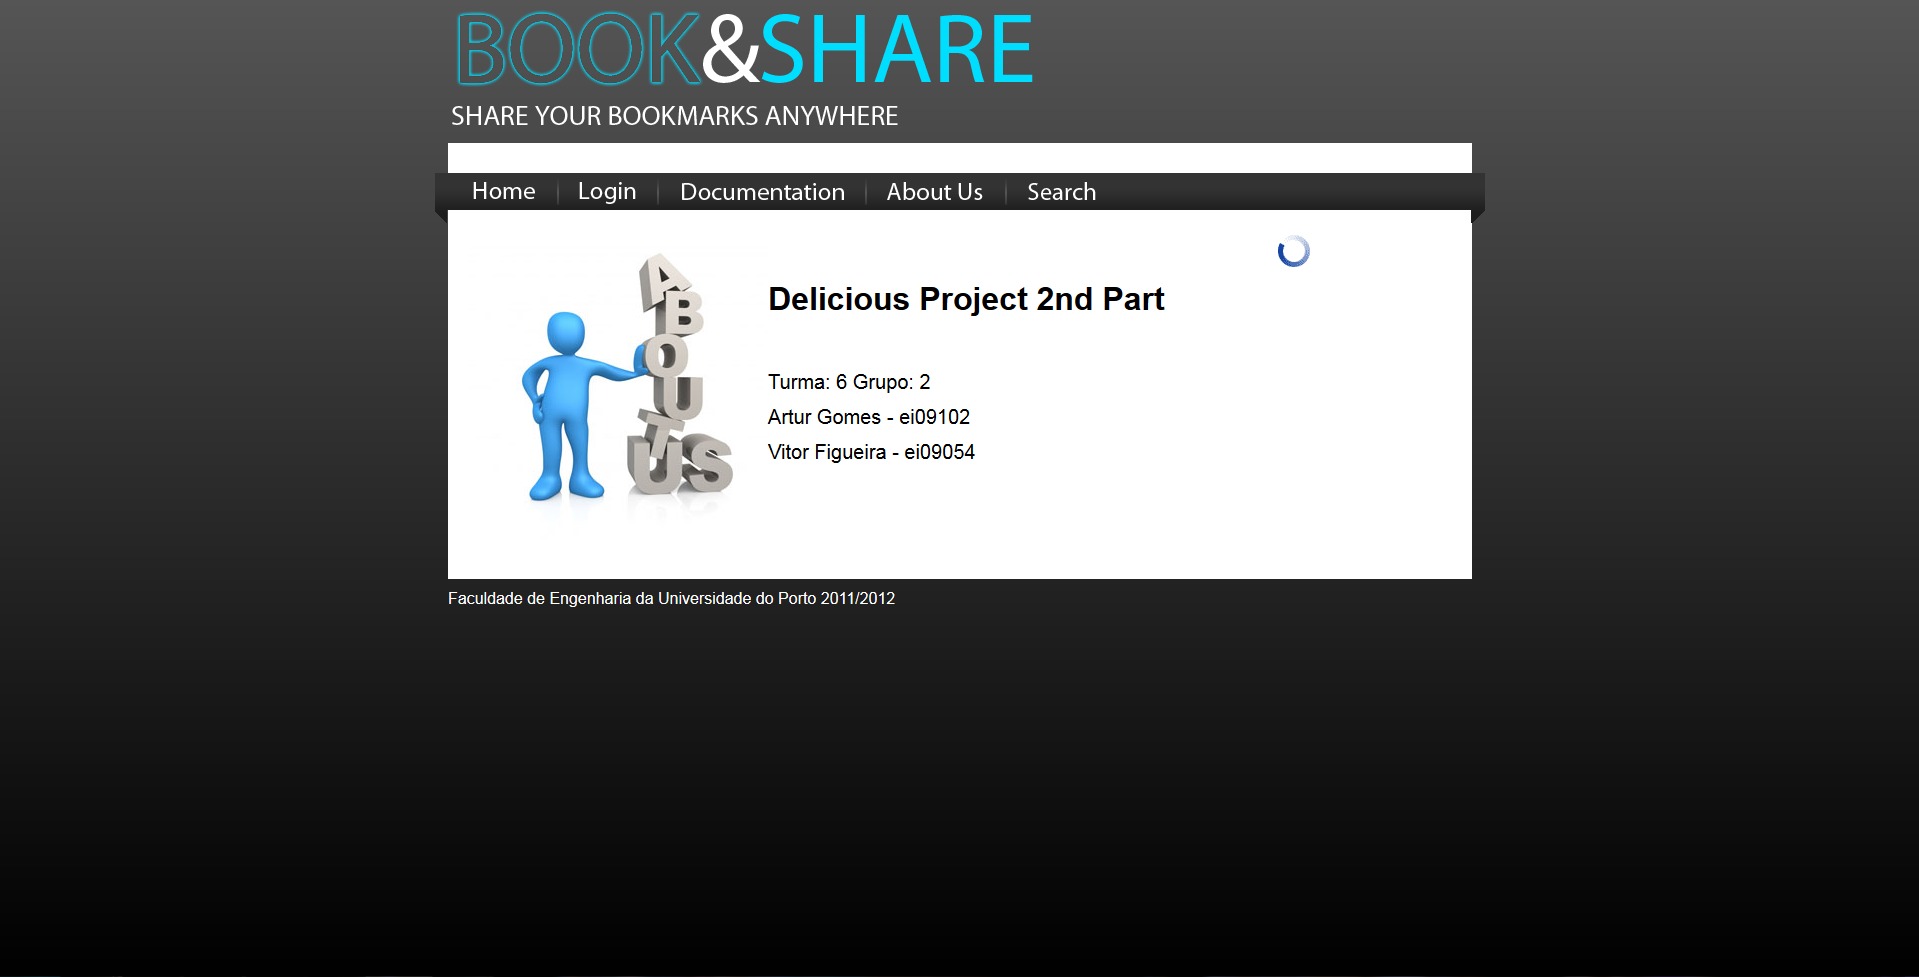 BOOK&SHARE
SHARE YOUR BOOKMARKS ANYWHERE
Home Login Documentation About Us Search
ABOUT US
Delicious Project 2nd Part
Turma: 6 Grupo: 2
Artur Gomes - ei09102
Vitor Figueira - ei09054
Faculdade de Engenharia da Universidade do Porto 2011/2012